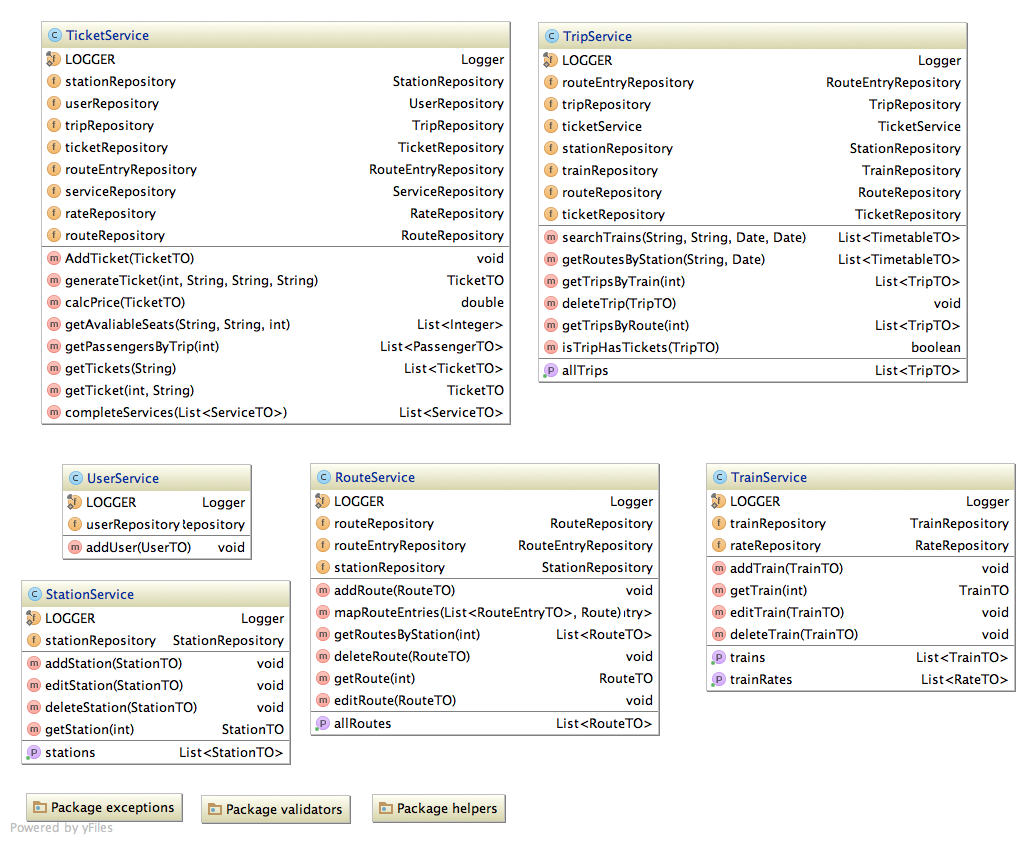 TicketService
LOGGER Logger
stationRepository StationRepository
userRepository UserRepository
tripRepository TripRepository
ticketRepository TicketRepository
routeEntryRepository RouteEntryRepository
serviceRepository ServiceRepository
rateRepository RateRepository
routeRepository RouteRepository
AddTicket(TicketTO) void
generateTicket(int, String, String, String) TicketTO
calcPrice(TicketTO) double
getAvaliableSeats(String, String, int) List<Integer>
getPassengersByTrip(int) List<PassengerTO>
getTickets(String) List<TicketTO>
getTicket(int, String) TicketTO
completeServices(List<ServiceTO>) List<ServiceTO>
TripService
LOGGER Logger
routeEntryRepository RouteEntryRepository
tripRepository TripRepository
ticketService TicketService
stationRepository StationRepository
trainRepository TrainRepository
routeRepository RouteRepository
ticketRepository TicketRepository
searchTrains(String, String, Date, Date) List<TimetableTO>
getRoutesByStation(String, Date) List<TimetableTO>
getTripsByTrain(int) List<TripTO>
deleteTrip(TripTO) void
getTripsByRoute(int) List<TripTO>
isTripHasTickets(TripTO) boolean
allTrips List<TripTO>
UserService
LOGGER Logger
userRepository epository
addUser(UserTO) void
StationService
LOGGER Logger
stationRepository StationRepository
addStation(StationTO) void
editStation(StationTO) void
deleteStation(StationTO) void
getStation(int) StationTO
stations List<StationTO>
RouteService
LOGGER Logger
routeRepository RouteRepository
routeEntryRepository RouteEntryRepository
stationRepository StationRepository
addRoute(RouteTO) void
mapRouteEntries(List<RouteEntryTO>, Route) try>
getRoutesByStation(int) List<RouteTO>
deleteRoute(RouteTO) void
getRoute(int) RouteTO
editRoute(RouteTO) void
allRoutes List<RouteTO>
TrainService
LOGGER Logger
trainRepository TrainRepository
rateRepository RateRepository
addTrain(TrainTO) void
getTrain(int) TrainTO
editTrain(TrainTO) void
deleteTrain(TrainTO) void
trains List<TrainTO>
trainRates List<RateTO>
Package exceptions
Package validators
Package helpers
Powered by yFiles